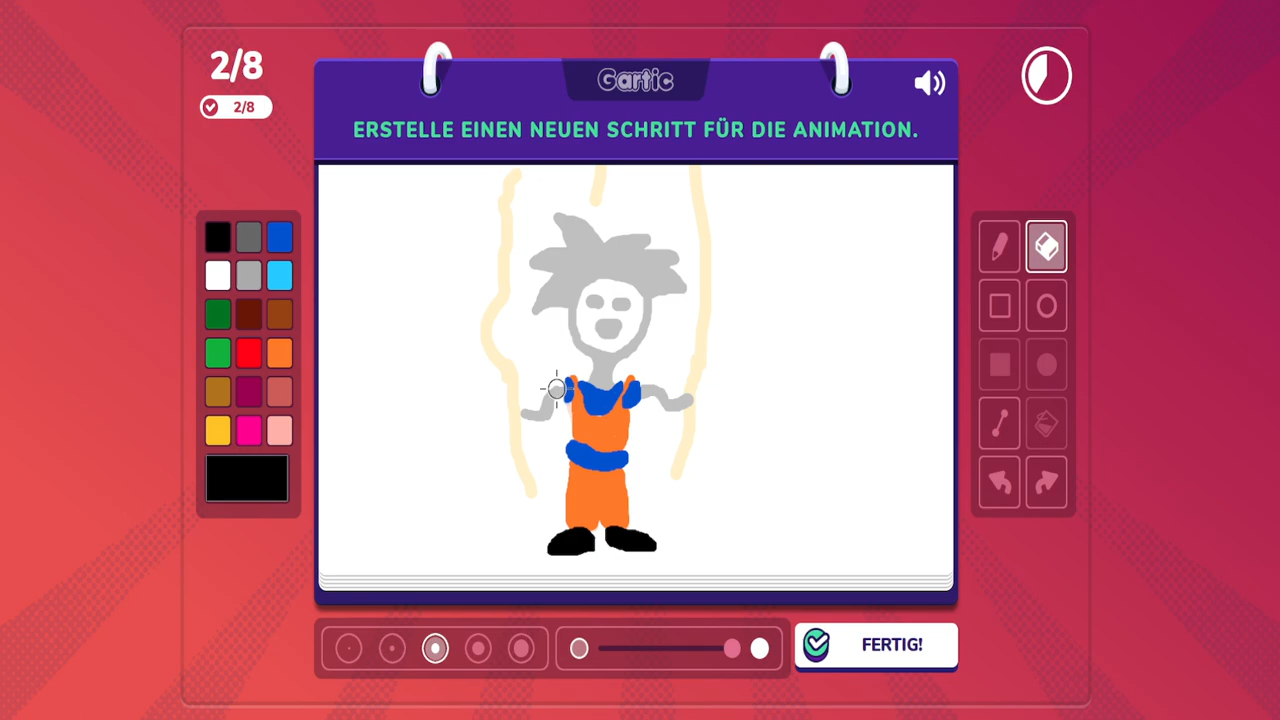 2/8
2/8
Gartic
ERSTELLE EINEN NEUEN SCHRITT FÜR DIE ANIMATION.
FERTIG!